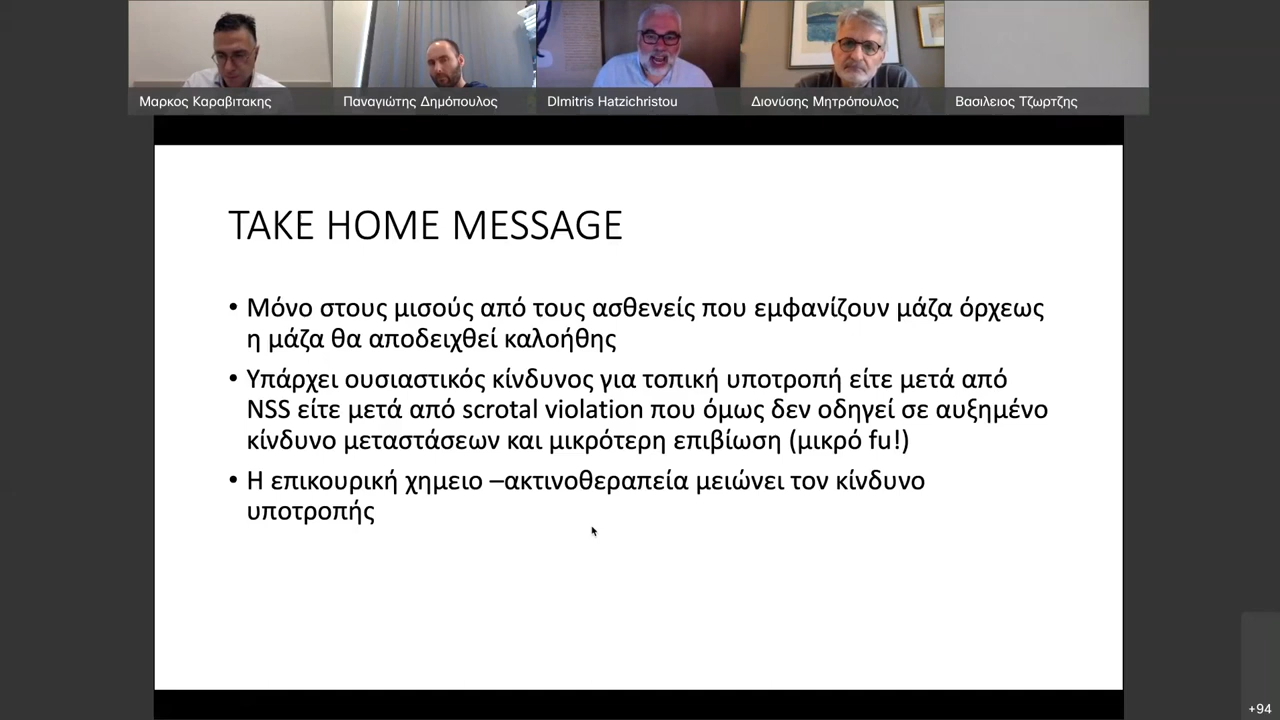 Μαρκος Καραβιτακης
Παναγιώτης Δημόπουλος
DImitris Hatzichristou
Διονύσης Μητρόπουλος
Βασιλειος Τζωρτζης
TAKE HOME MESSAGE
• Μόνο στους μισούς από τους ασθενείς που εμφανίζουν μάζα όρχεως
η μάζα θα αποδειχθεί καλοήθης
• Υπάρχει ουσιαστικός κίνδυνος για τοπική υποτροπή είτε μετά από
NSS είτε μετά από scrotal violation που όμως δεν οδηγεί σε αυξημένο
κίνδυνο μεταστάσεων και μικρότερη επιβίωση (μικρό fu!)
• Η επικουρική χημειο –ακτινοθεραπεία μειώνει τον κίνδυνο
υποτροπής
+94